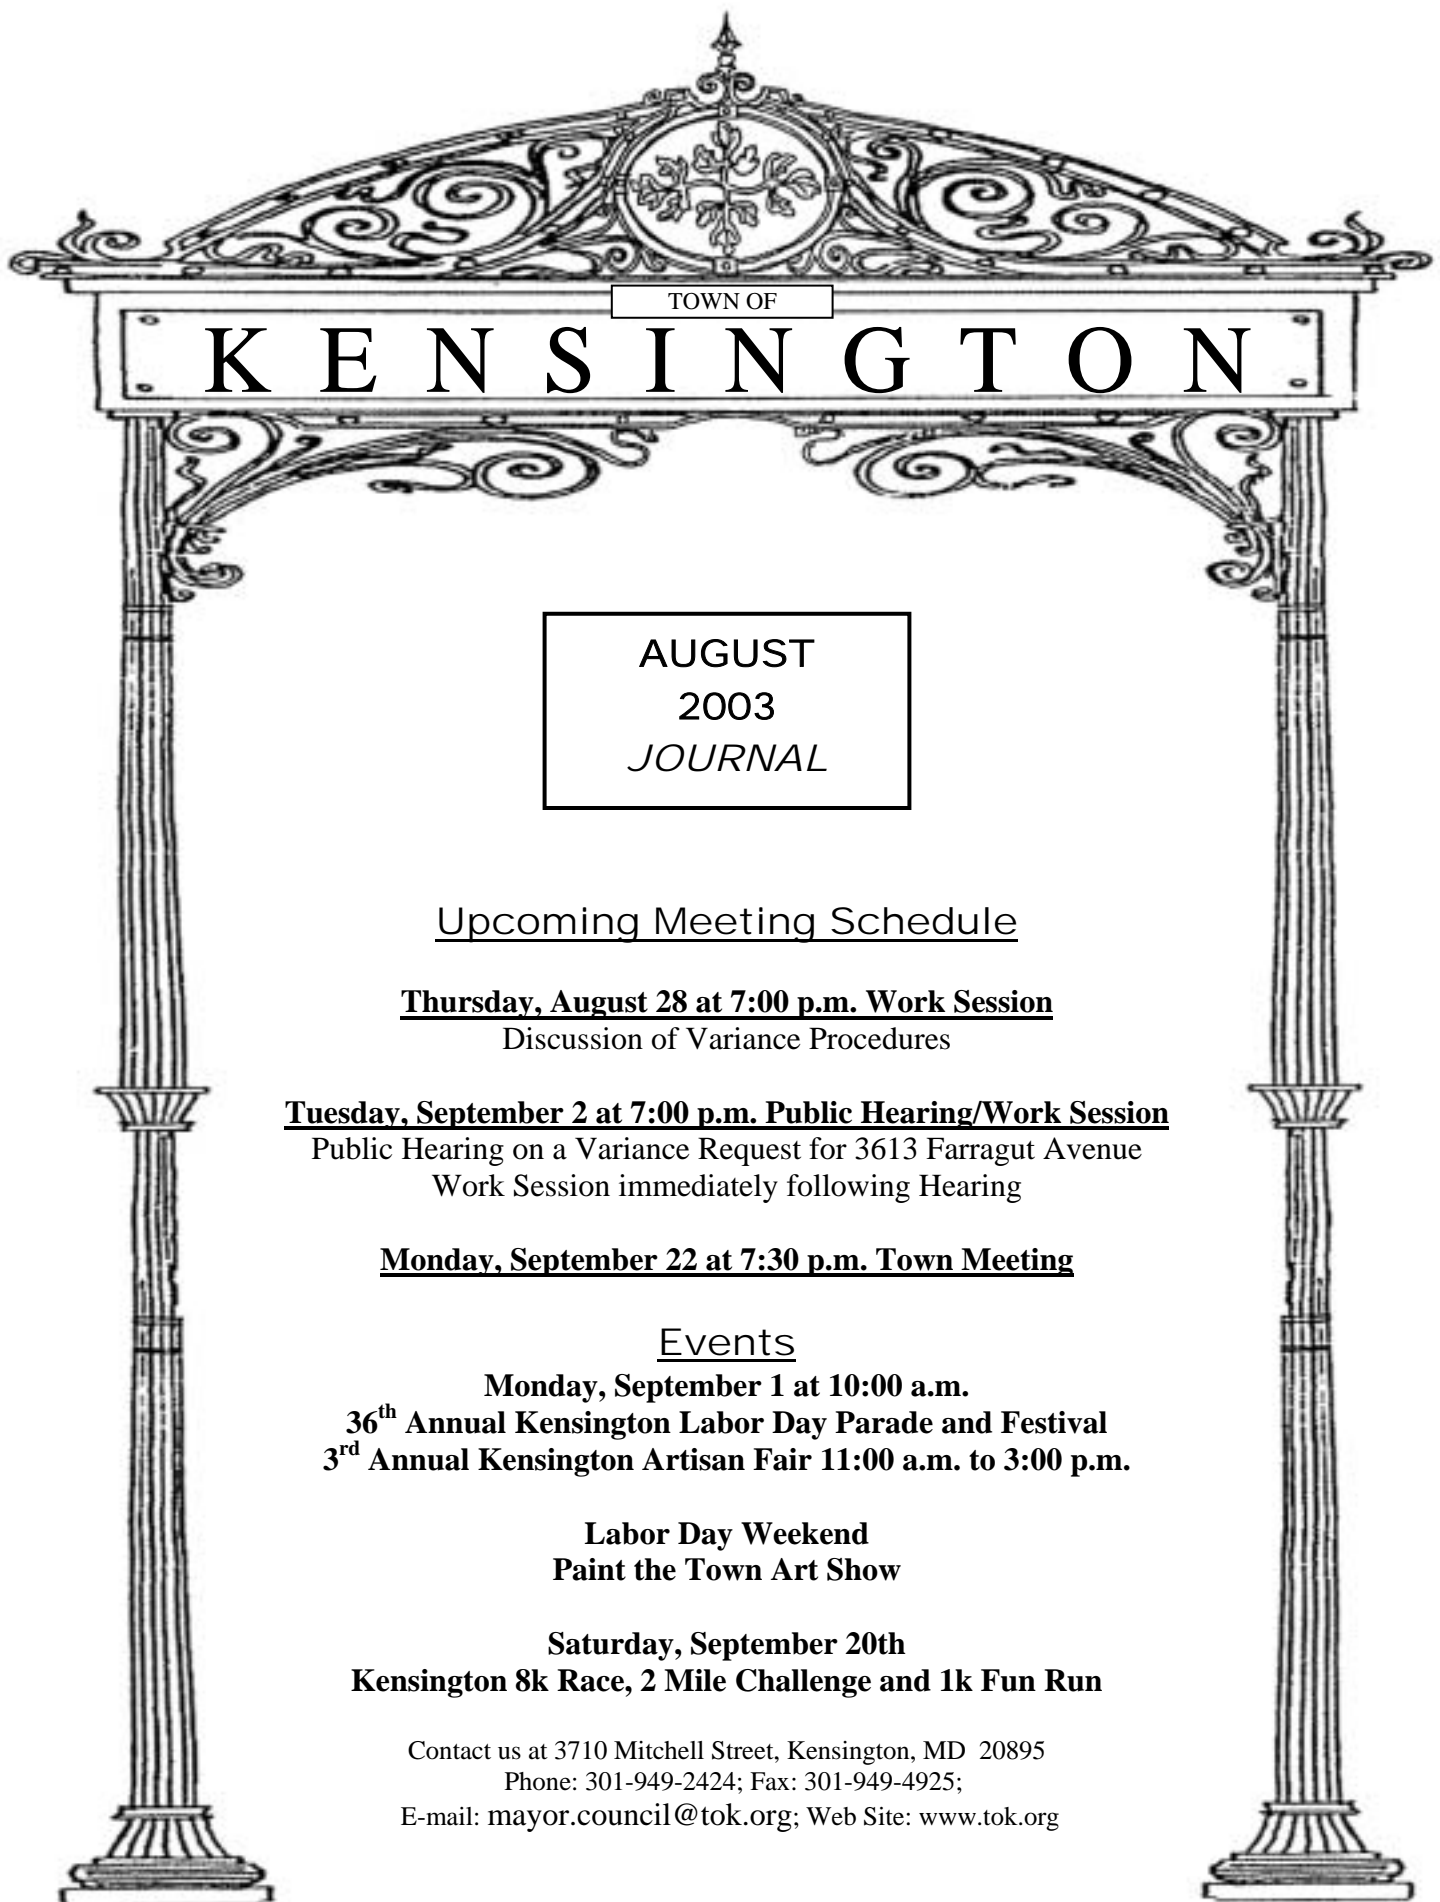 TOWN OF
KENSINGTON
AUGUST
2003
JOURNAL
Upcoming Meeting Schedule
Thursday, August 28 at 7:00 p.m. Work Session
Discussion of Variance Procedures
Tuesday, September 2 at 7:00 p.m. Public Hearing/Work Session
Public Hearing on a Variance Request for 3613 Farragut Avenue
Work Session immediately following Hearing
Monday, September 22 at 7:30 p.m. Town Meeting
Events
Monday, September 1 at 10:00 a.m.
36th Annual Kensington Labor Day Parade and Festival
3rd Annual Kensington Artisan Fair 11:00 a.m. to 3:00 p.m.
Labor Day Weekend
Paint the Town Art Show
Saturday, September 20th
Kensington 8k Race, 2 Mile Challenge and 1k Fun Run
Contact us at 3710 Mitchell Street, Kensington, MD  20895
Phone: 301-949-2424; Fax: 301-949-4925;
E-mail: mayor.council@tok.org; Web Site: www.tok.org